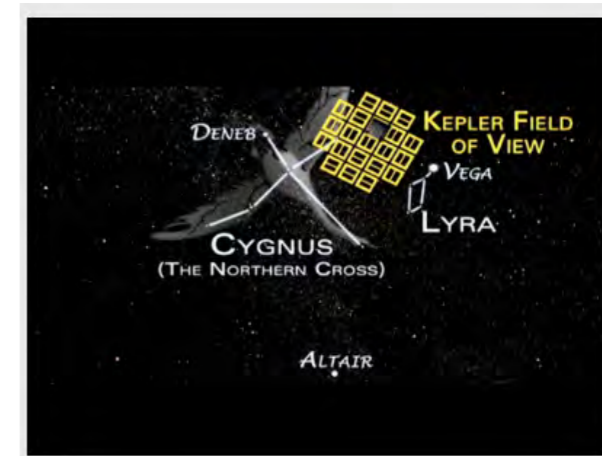 DENEB
KEPLER FIELD
OF VIEW
VEGA
LYRA
CYGNUS
(THE NORTHERN CROSS)
ALTAIR